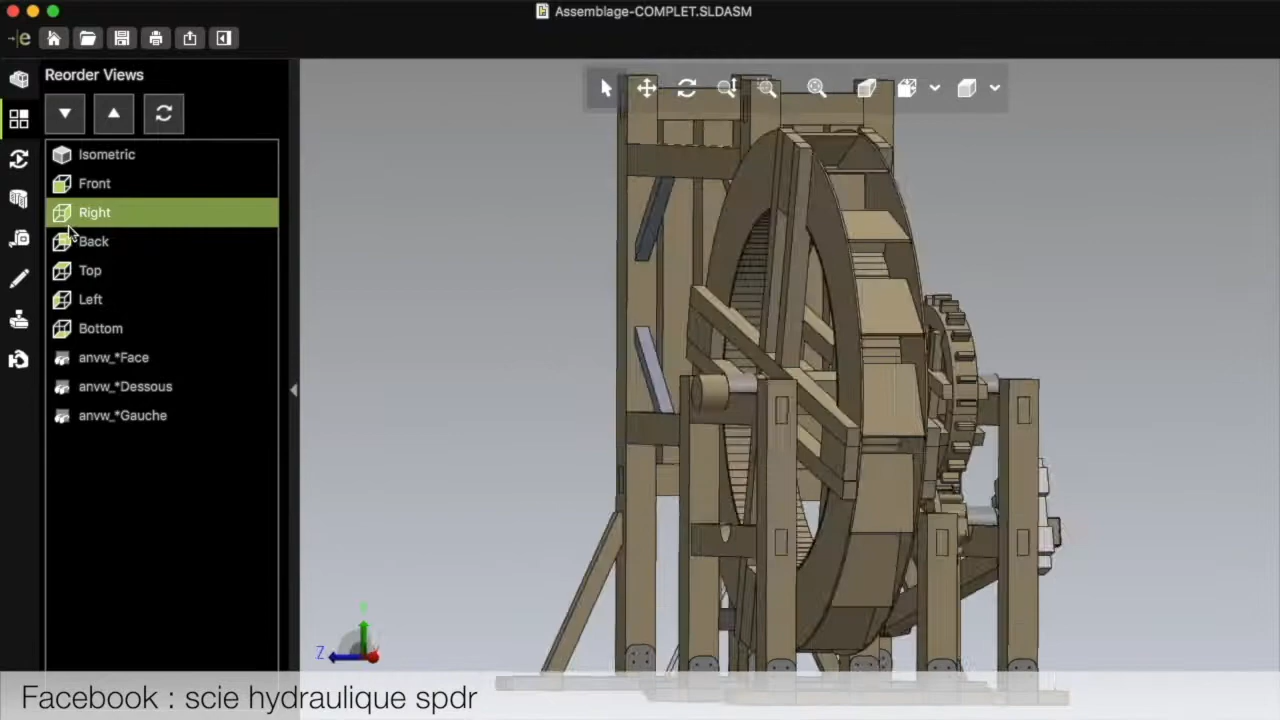 Assemblage-COMPLET.SLDASM
e
Reorder Views
Isometric
Front
Right
Back
Top
Left
Bottom
anvw_*Face
anvw_*Dessous
anvw_*Gauche
Z
Facebook : scie hydraulique spdr